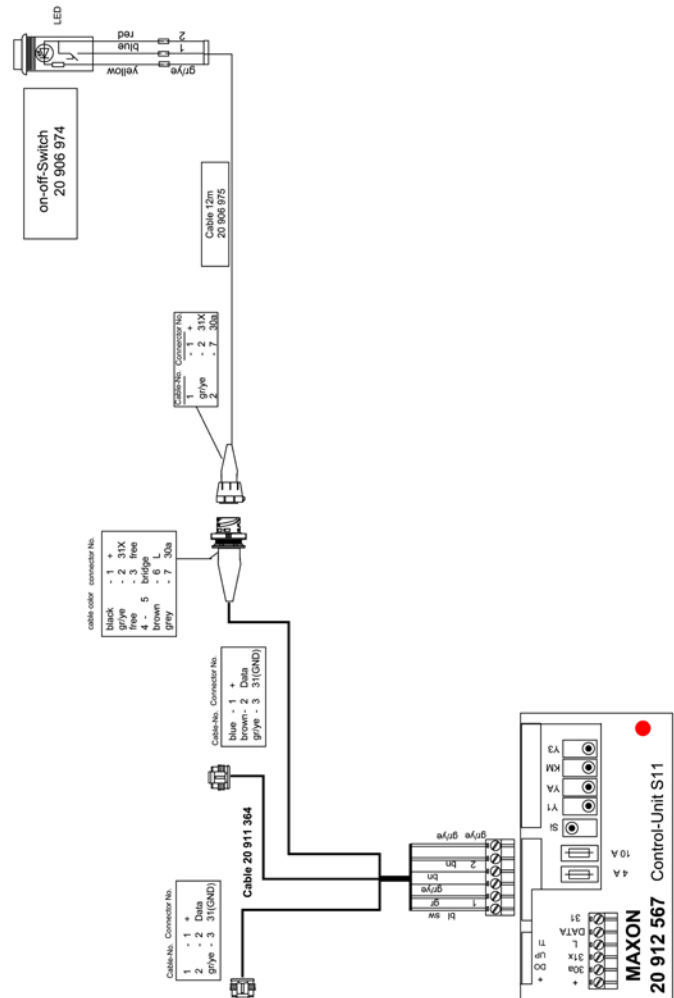 LED
red
2
blue
1
yellow
gr/ye
on-off-Switch
20 906 974
Cable 12m
20 906 975
Cable-No. Connerctor No.
1 - 1 +
gr/ye - 2 31X
2 - 7 30a
cable color connector No.
black - 1 +
gr/ye - 2 31X
free - 3 free
4 - 5 bridge
brown - 6 L
grey - 7 30a
Cable-No. Connector No.
blue - 1 +
brown - 2 Data
gr/ye - 3 31(GND)
Cable 20 911 364
Cable-No. Connector No.
1 - 1 +
2 - 2 Data
gr/ye - 3 31(GND)
gr/ye gr/ye
2 bn
bn
gr/ye
1 gr
bl sw
Y3
KM
YA
Y1
Si
10 A
4 A
31
DATA
L
31x
30a
+
TI
UP
DO
+
MAXON
20 912 567 Control-Unit S11